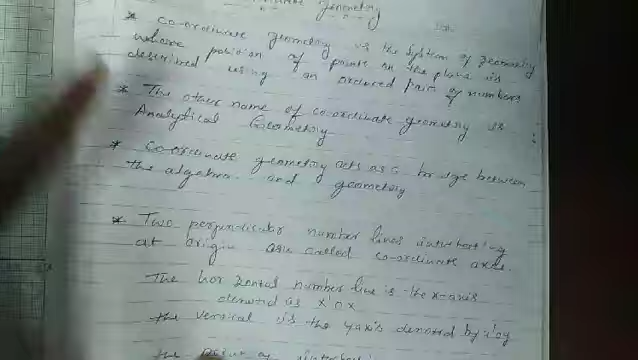 geometry
* co-ordinate geometry is the system of geometry
where position of points on the plane is
described using an ordered pair of numbers
* The other name of co-ordinate geometry is
Analytical Geometry
* co-ordinate geometry acts as a bridge between
the algebra and geometry
* Two perpendicular number lines intersecting
at origin are called co-ordinate axes.
The horizontal number line is the x-axis
denoted as X'OX
the vertical is the y axis denoted by Y'OY
the point of